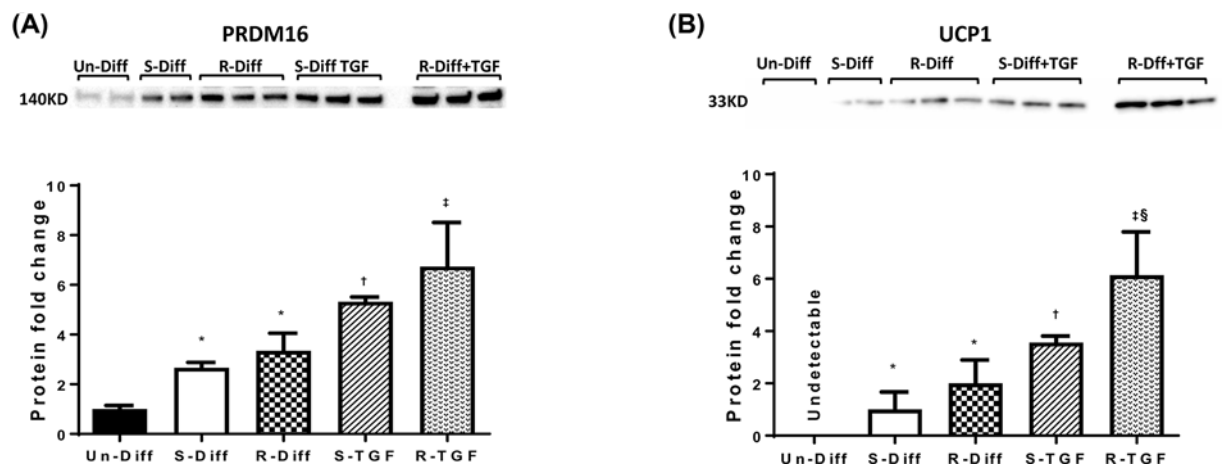 (A)
PRDM16
Un-Diff S-Diff R-Diff S-Diff TGF R-Diff+TGF
140KD
Protein fold change
10
8
6
4
2
0
* * † ‡
Un-Diff S-Diff R-Diff S-TGF R-TGF
(B)
UCP1
Un-Diff S-Diff R-Diff S-Diff+TGF R-Dff+TGF
33KD
Protein fold change
10
8
6
4
2
0
Undetectable
* * † ‡§
Un-Diff S-Diff R-Diff S-TGF R-TGF